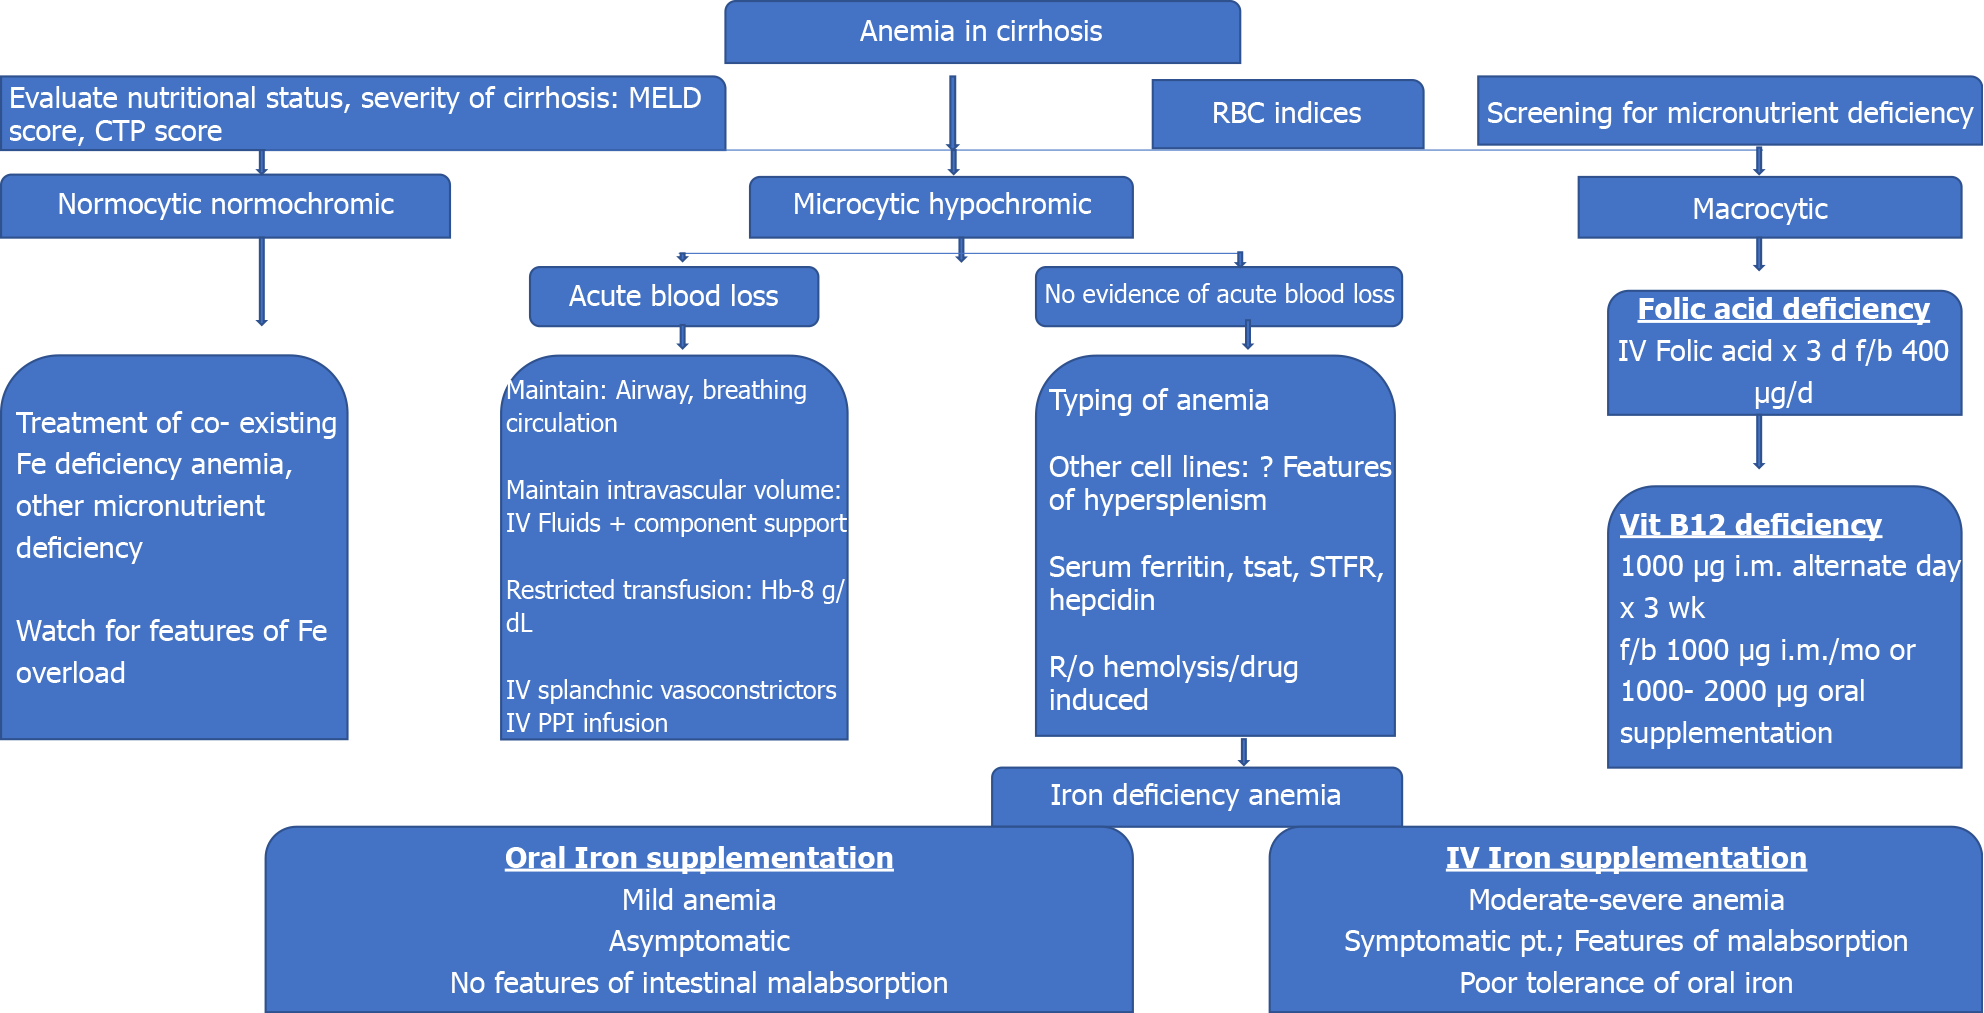 Anemia in cirrhosis
Evaluate nutritional status, severity of cirrhosis: MELD
score, CTP score
RBC indices
Screening for micronutrient deficiency
Normocytic normochromic
Microcytic hypochromic
Macrocytic
Acute blood loss
No evidence of acute blood loss
Folic acid deficiency
IV Folic acid x 3 d f/b 400
µg/d
Treatment of co- existing
Fe deficiency anemia,
other micronutrient
deficiency
Watch for features of Fe
overload
Maintain: Airway, breathing
circulation
Maintain intravascular volume:
IV Fluids + component support
Restricted transfusion: Hb-8 g/
dL
IV splanchnic vasoconstrictors
IV PPI infusion
Typing of anemia
Other cell lines: ? Features
of hypersplenism
Serum ferritin, tsat, STFR,
hepcidin
R/o hemolysis/drug
induced
Vit B12 deficiency
1000 µg i.m. alternate day
x 3 wk
f/b 1000 µg i.m./mo or
1000- 2000 µg oral
supplementation
Iron deficiency anemia
Oral Iron supplementation
Mild anemia
Asymptomatic
No features of intestinal malabsorption
IV Iron supplementation
Moderate-severe anemia
Symptomatic pt.; Features of malabsorption
Poor tolerance of oral iron